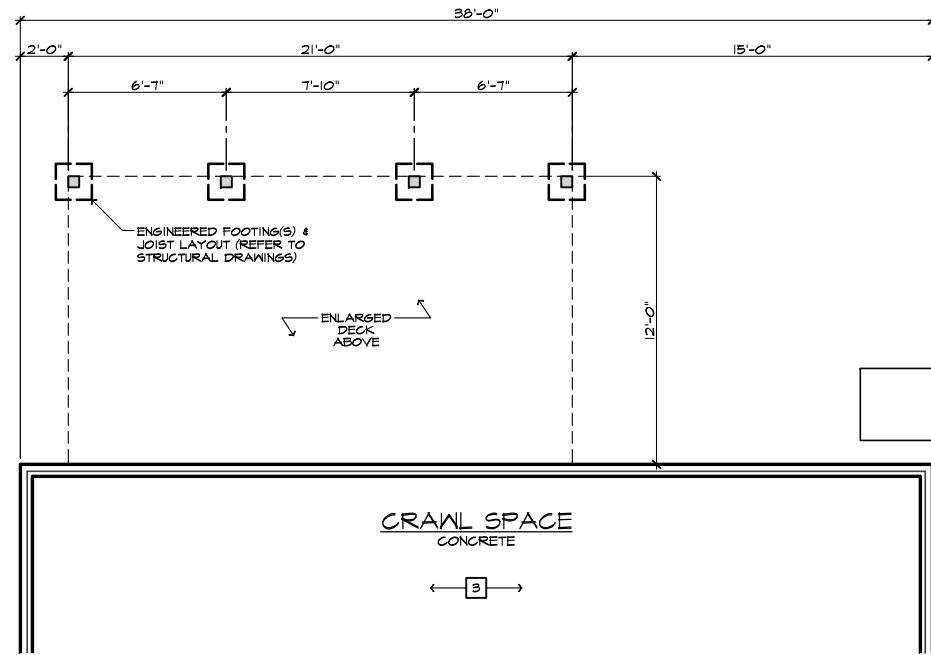 38'-0"
2'-0"
21'-0"
15'-0"
6'-7"
7'-10"
6'-7"
ENGINEERED FOOTING(S) &
JOIST LAYOUT (REFER TO
STRUCTURAL DRAWINGS)
ENLARGED
DECK
ABOVE
12'-0"
CRAWL SPACE
CONCRETE
3